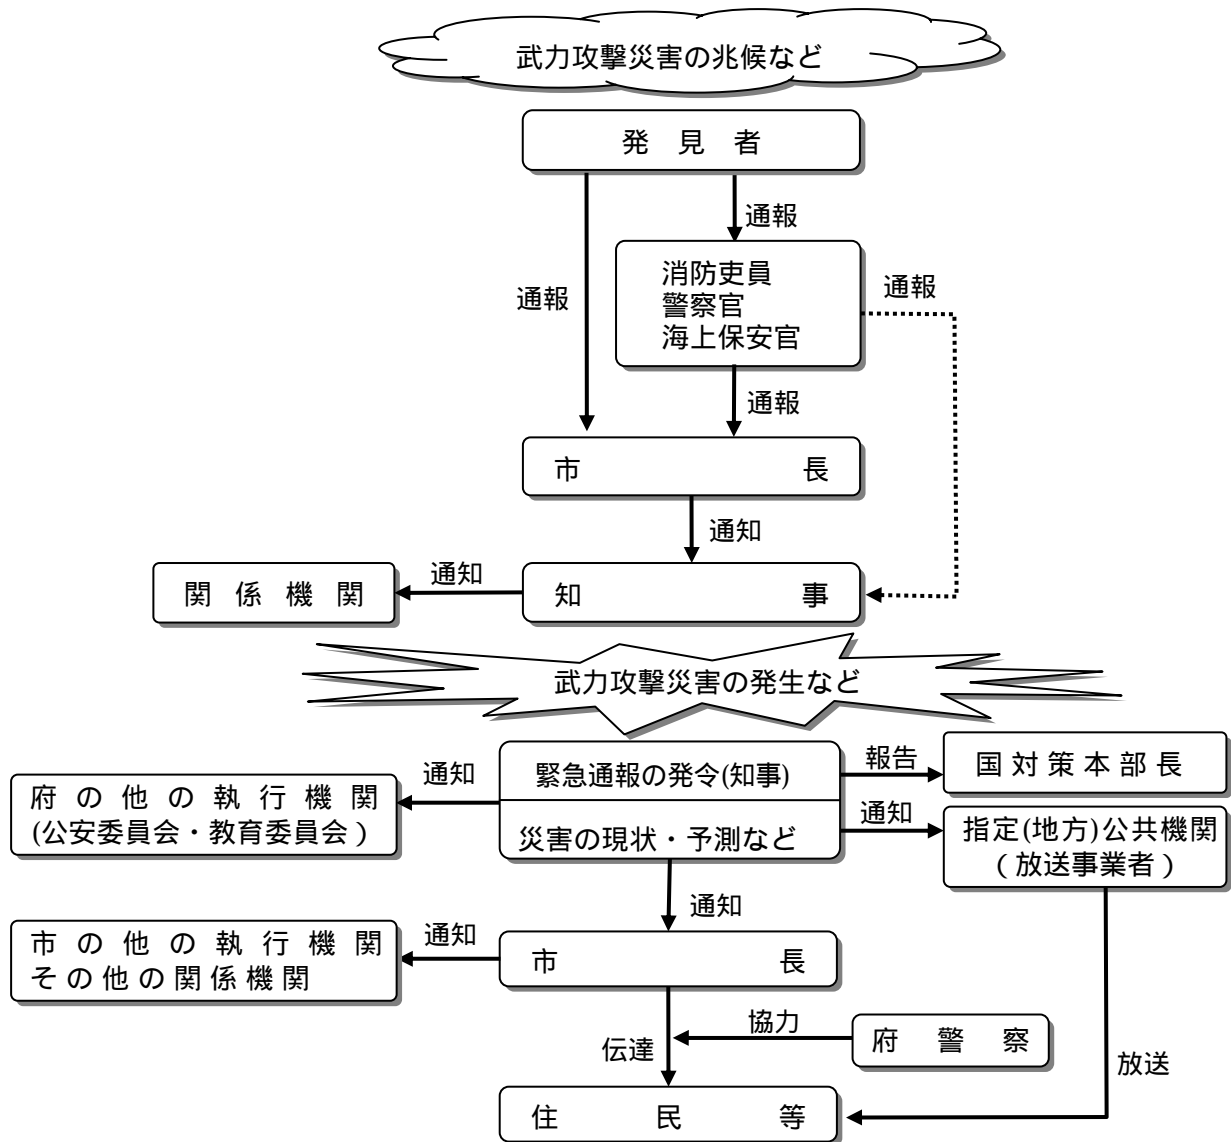 武力攻撃災害の兆候など
発見者
通報
消防吏員
警察官
海上保安官
通報
通報
通報
市長
通知
関係機関
通知
知事
武力攻撃災害の発生など
緊急通報の発令(知事)
災害の現状・予測など
報告
国対策本部長
通知
府の他の執行機関
(公安委員会・教育委員会)
通知
指定(地方)公共機関
(放送事業者)
通知
市の他の執行機関
その他の関係機関
通知
市長
協力
府警察
伝達
放送
住民等